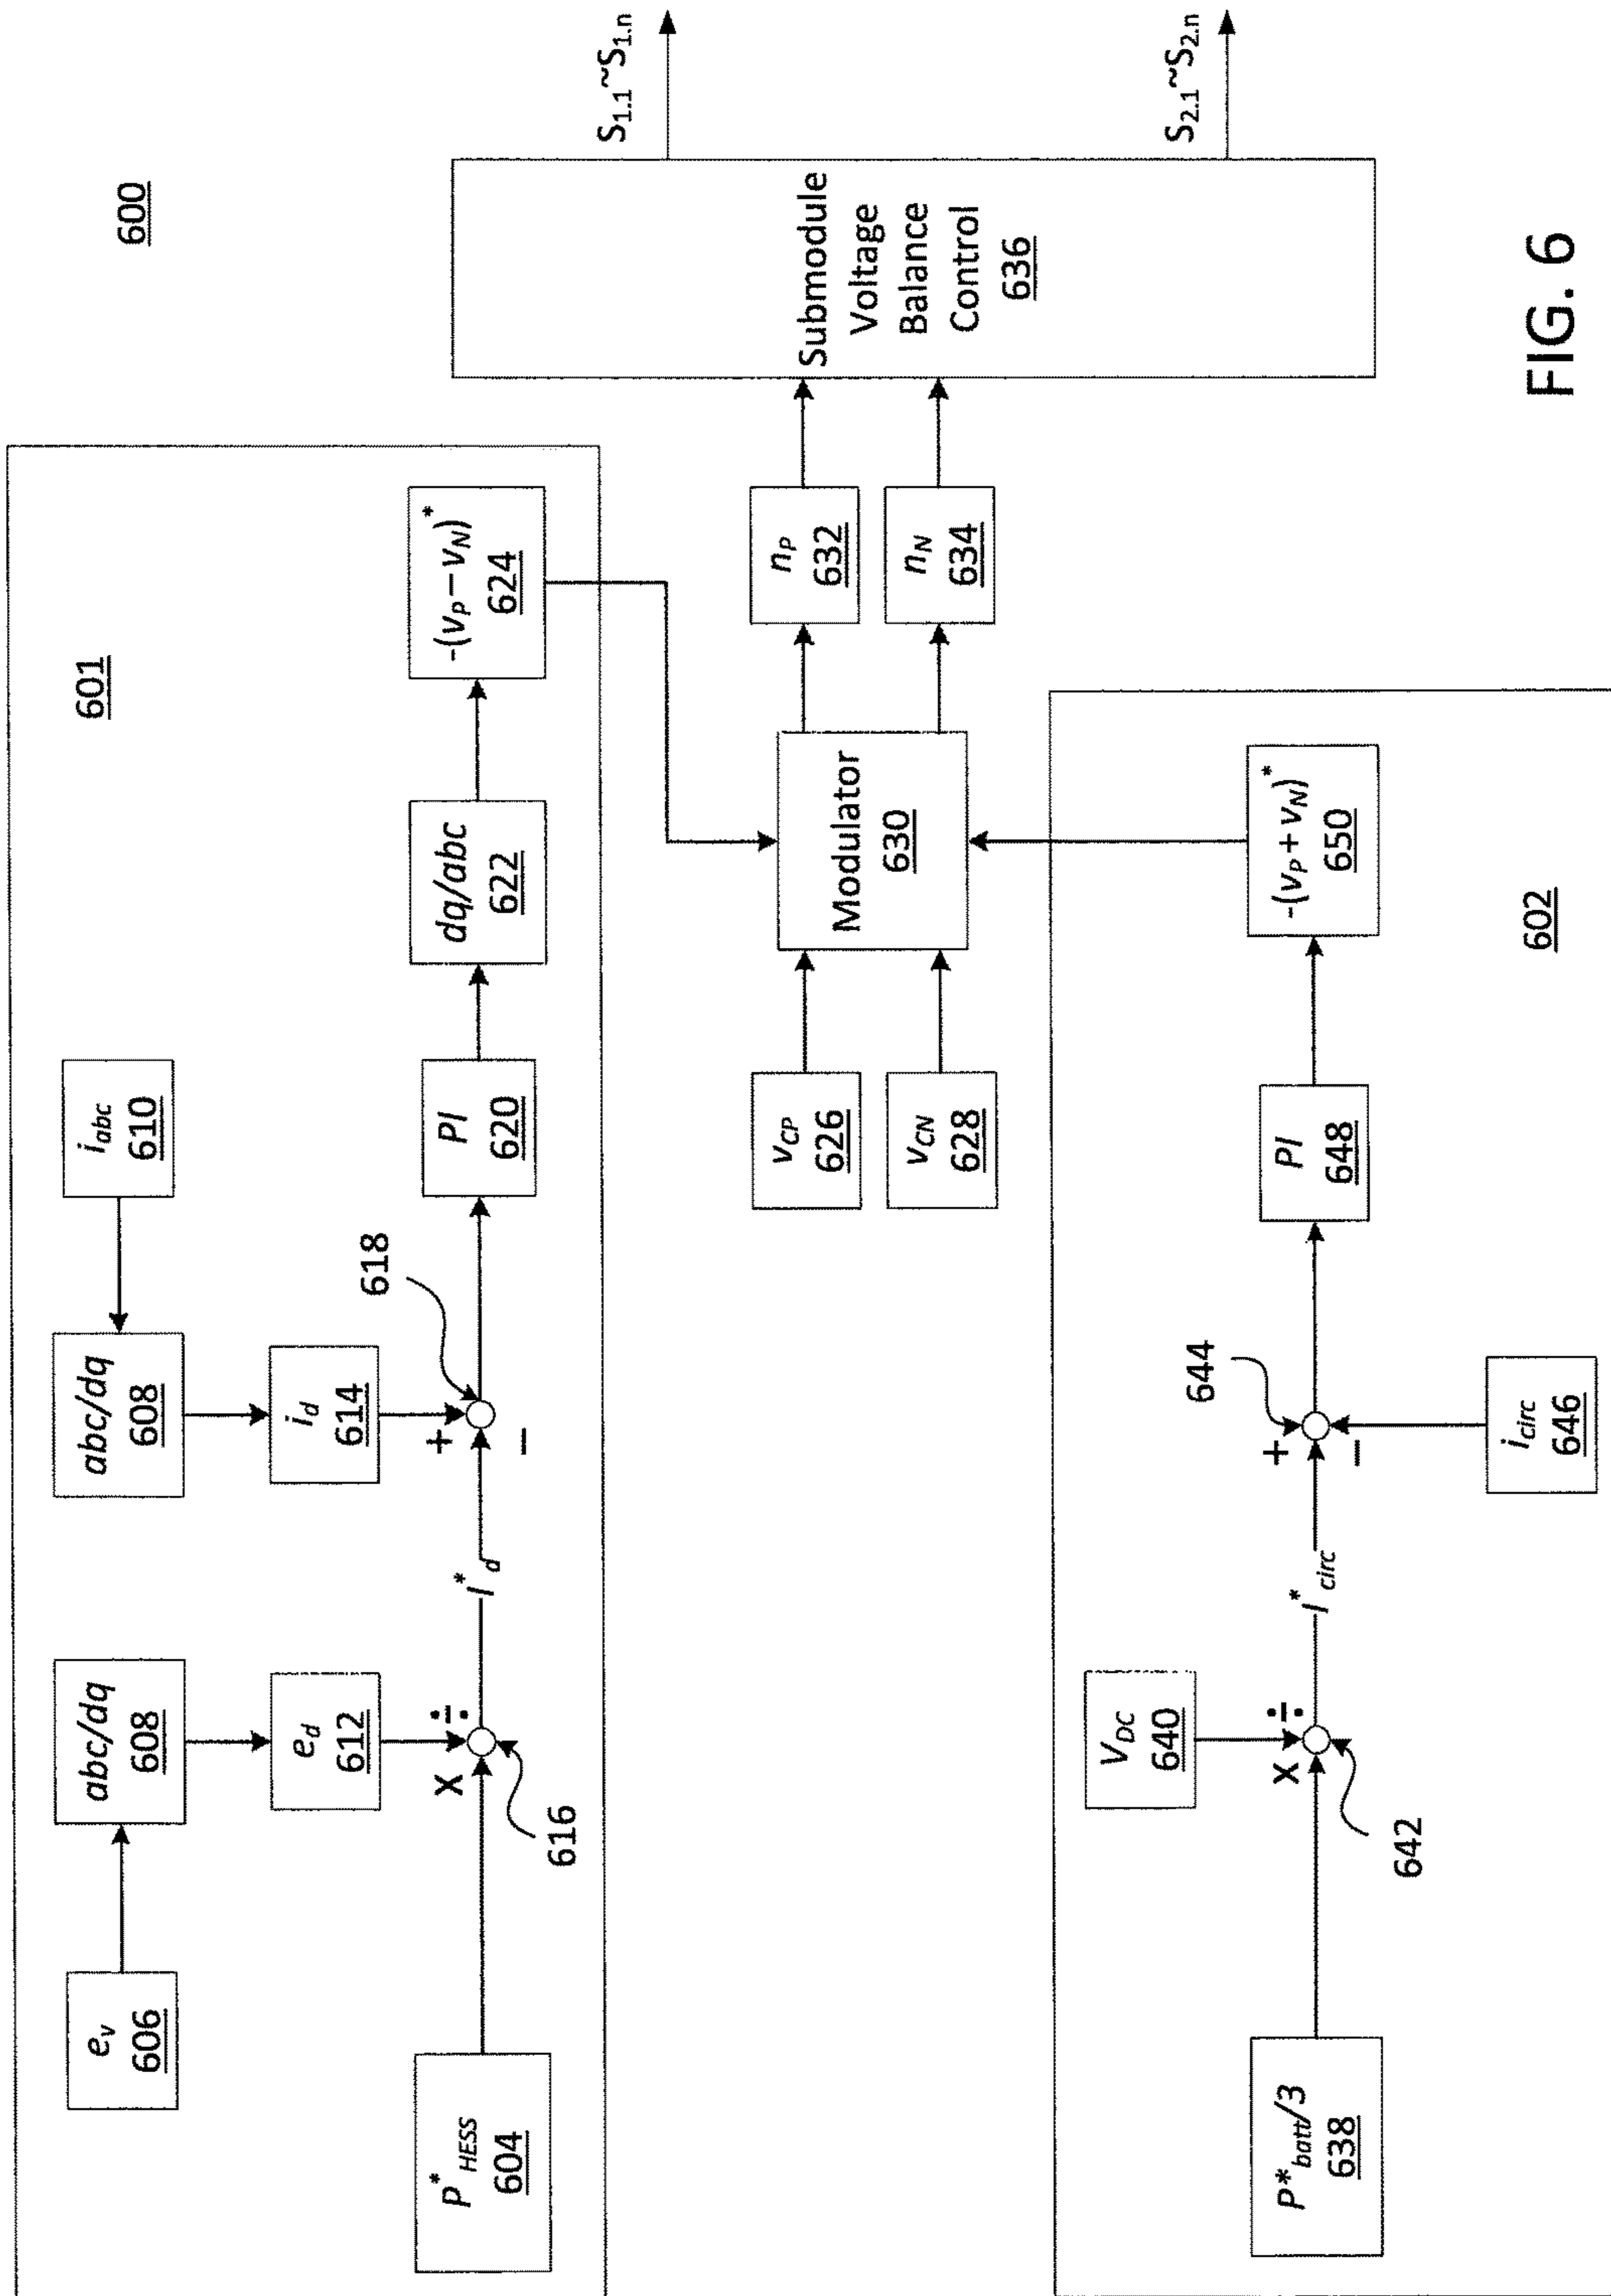 600
601
e_v
606
abc/dq
608
i_abc
610
abc/dq
608
e_d
612
i_d
614
P*_HESS
604
X
÷
616
I*_d
+
−
618
PI
620
dq/abc
622
-(v_P − v_N)*
624
v_CP
626
v_CN
628
Modulator
630
n_P
632
n_N
634
Submodule
Voltage
Balance
Control
636
S_1.1~S_1.n
S_2.1~S_2.n
V_DC
640
P*_batt/3
638
X
÷
642
I*_circ
+
−
644
i_circ
646
PI
648
-(v_P + v_N)*
650
602
FIG. 6